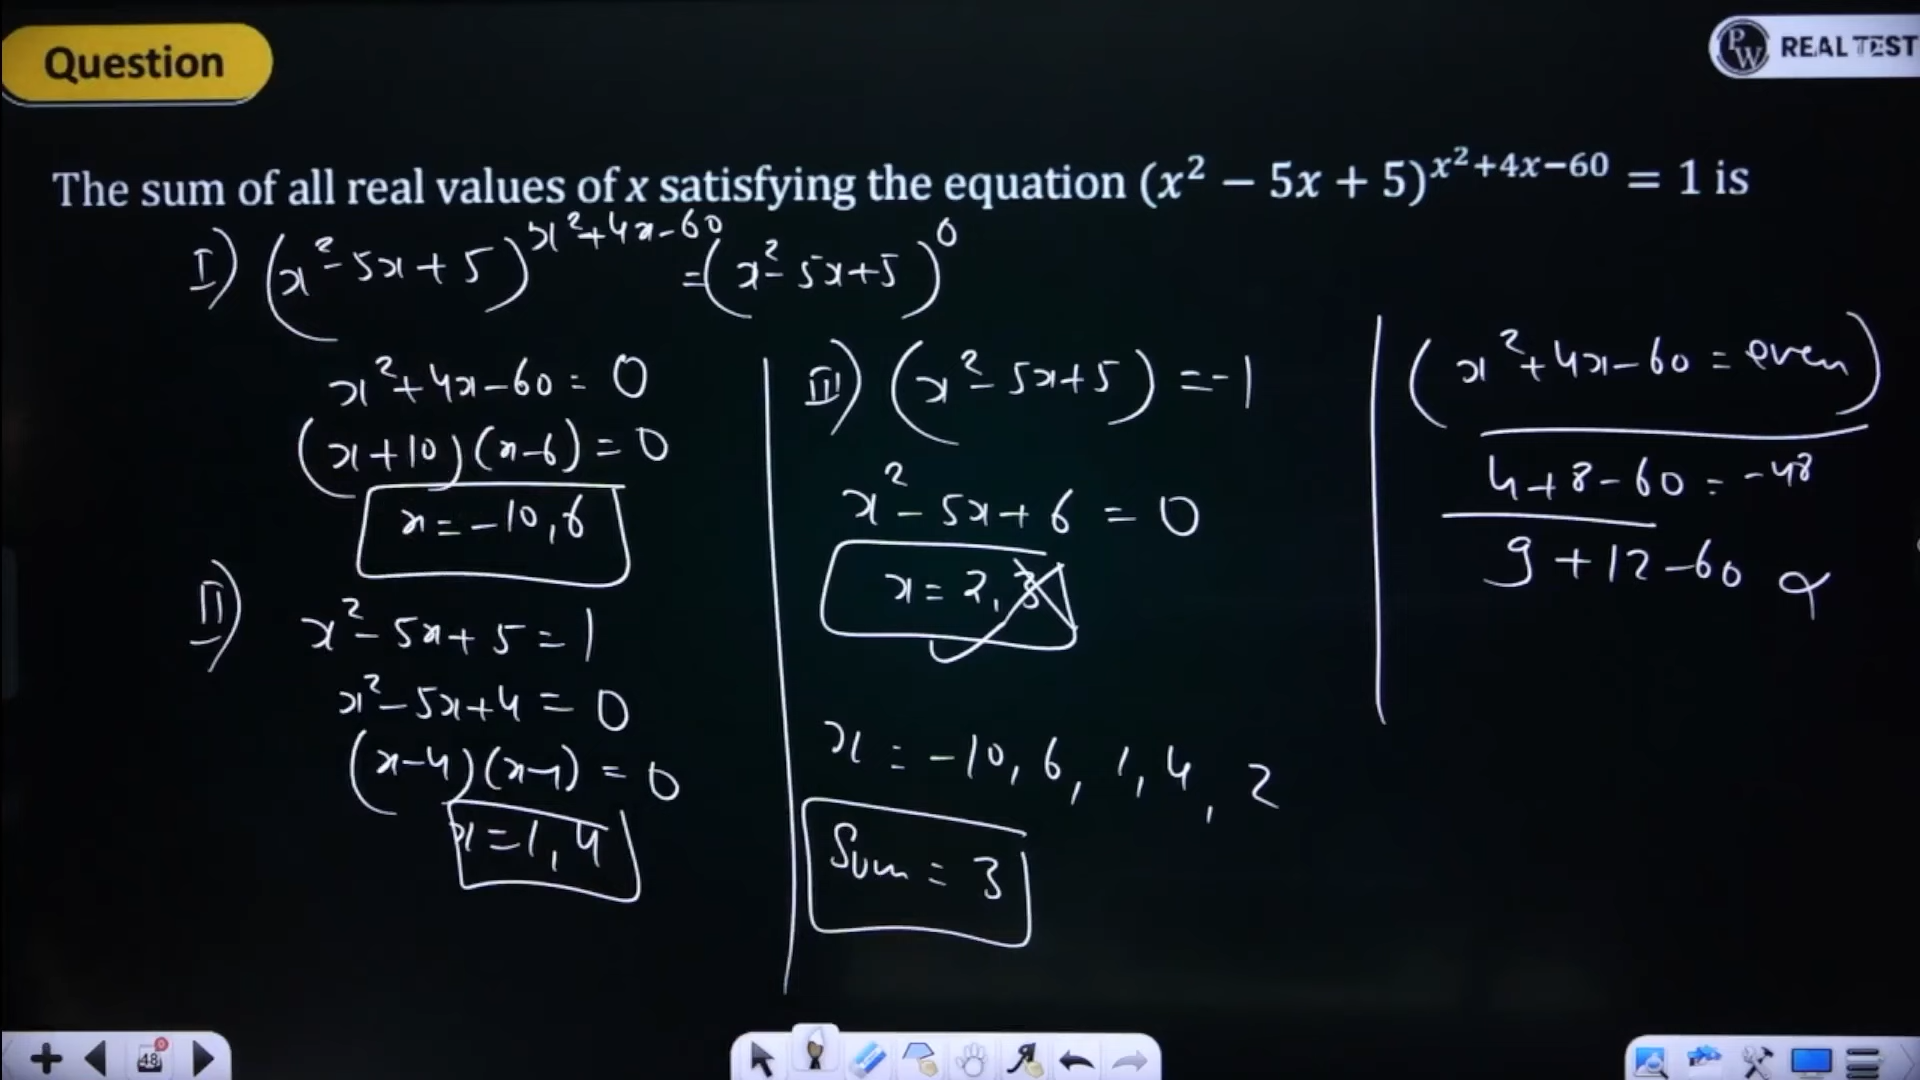 Question
PW REAL TEST
The sum of all real values of x satisfying the equation (x² − 5x + 5)^(x²+4x−60) = 1 is
I) (x² - 5x + 5)^(x²+4x-60) = (x² - 5x + 5)^0
x² + 4x - 60 = 0
(x + 10)(x - 6) = 0
x = -10, 6
II) x² - 5x + 5 = 1
x² - 5x + 4 = 0
(x - 4)(x - 1) = 0
x = 1, 4
III) (x² - 5x + 5) = -1
x² - 5x + 6 = 0
x = 2, 3
x = -10, 6, 1, 4, 2
Sum = 3
(x² + 4x - 60 = even)
4 + 8 - 60 = -48
9 + 12 - 60
48
0